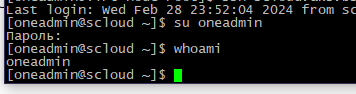 Last login: Wed Feb 28 23:52:04 2024 from sc
[oneadmin@scloud ~]$ su oneadmin
Пароль:
[oneadmin@scloud ~]$ whoami
oneadmin
[oneadmin@scloud ~]$